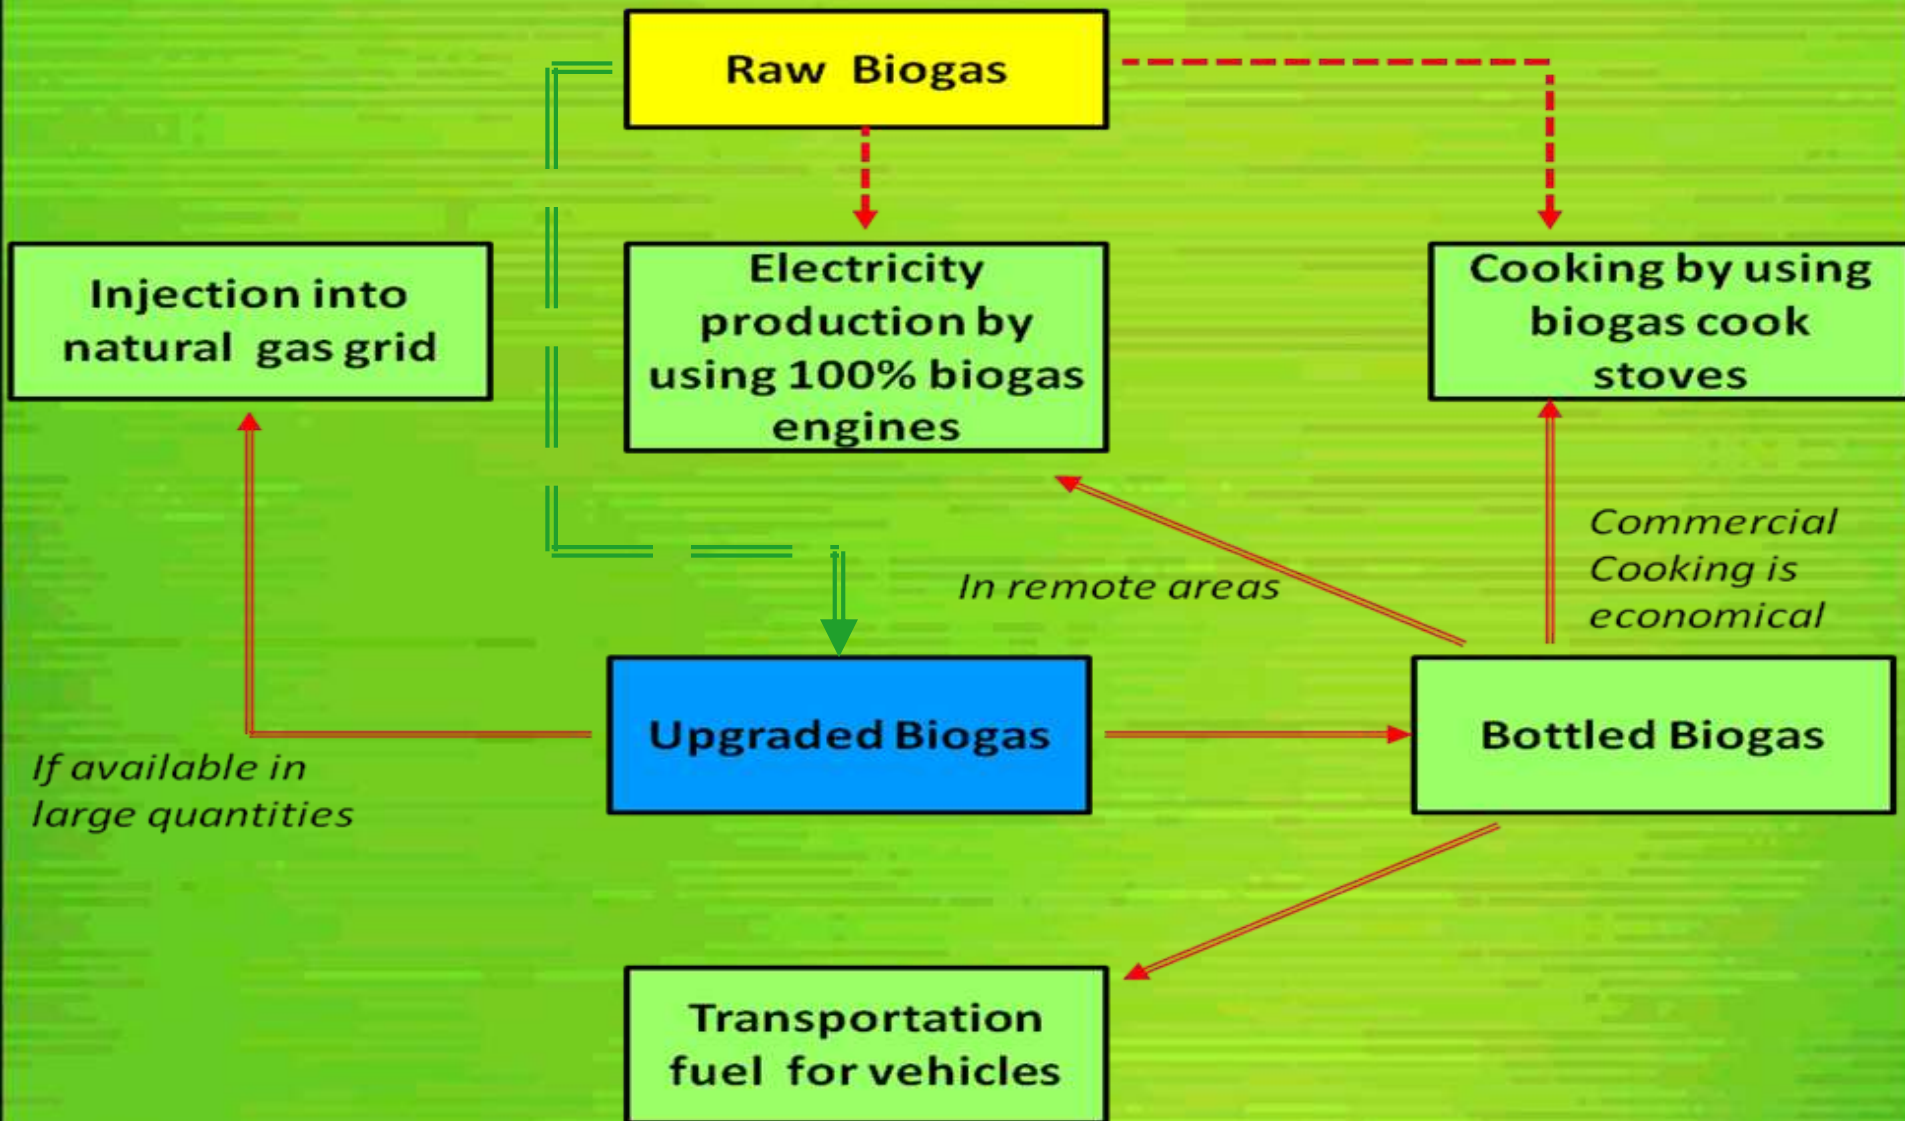 Raw Biogas
Injection into
natural gas grid
Electricity
production by
using 100% biogas
engines
Cooking by using
biogas cook
stoves
Commercial
Cooking is
economical
In remote areas
Upgraded Biogas
Bottled Biogas
If available in
large quantities
Transportation
fuel for vehicles